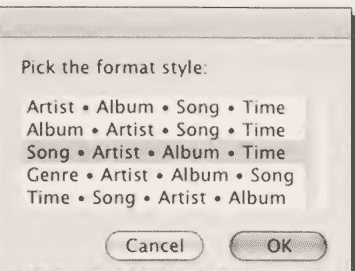 Pick the format style:
Artist • Album • Song • Time
Album • Artist • Song • Time
Song • Artist • Album • Time
Genre • Artist • Album • Song
Time • Song • Artist • Album
Cancel OK